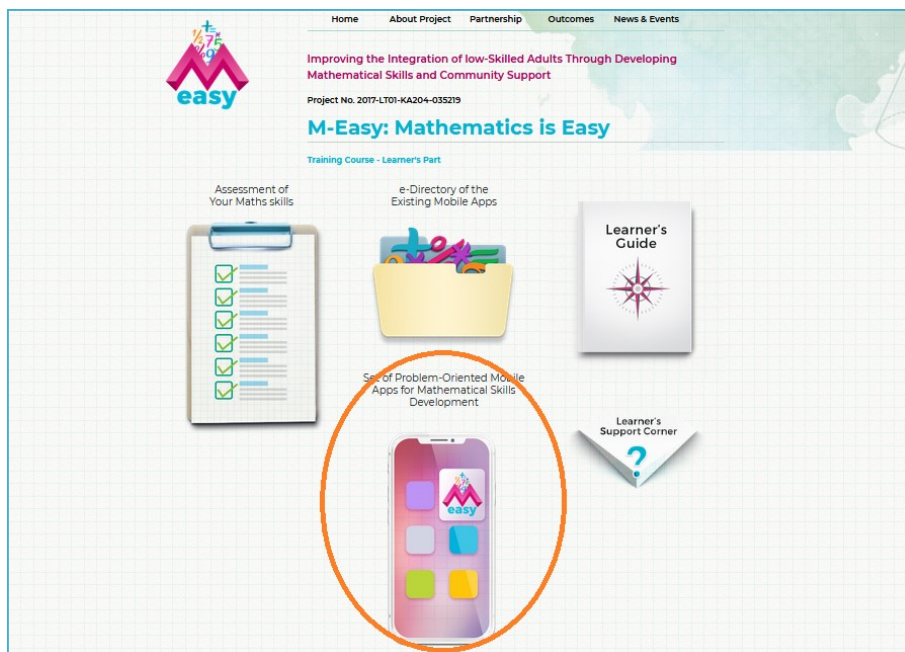 Home About Project Partnership Outcomes News & Events
easy
Improving the Integration of low-Skilled Adults Through Developing
Mathematical Skills and Community Support
Project No. 2017-LT01-KA204-035219
M-Easy: Mathematics is Easy
Training Course - Learner's Part
Assessment of
Your Maths skills
e-Directory of the
Existing Mobile Apps
Learner's
Guide
Set of Problem-Oriented Mobile
Apps for Mathematical Skills
Development
easy
Learner's
Support Corner
?